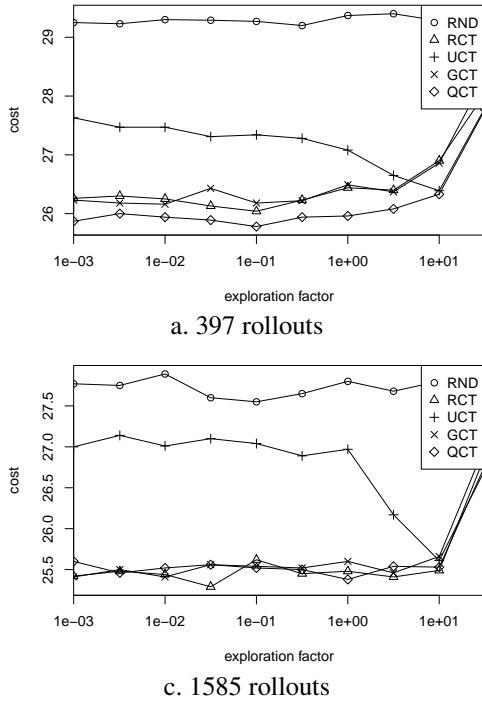 29
28
27
26
cost
RND
RCT
UCT
GCT
QCT
1e−03 1e−02 1e−01 1e+00 1e+01
exploration factor
a. 397 rollouts
27.5
27.0
26.5
26.0
25.5
cost
RND
RCT
UCT
GCT
QCT
1e−03 1e−02 1e−01 1e+00 1e+01
exploration factor
c. 1585 rollouts